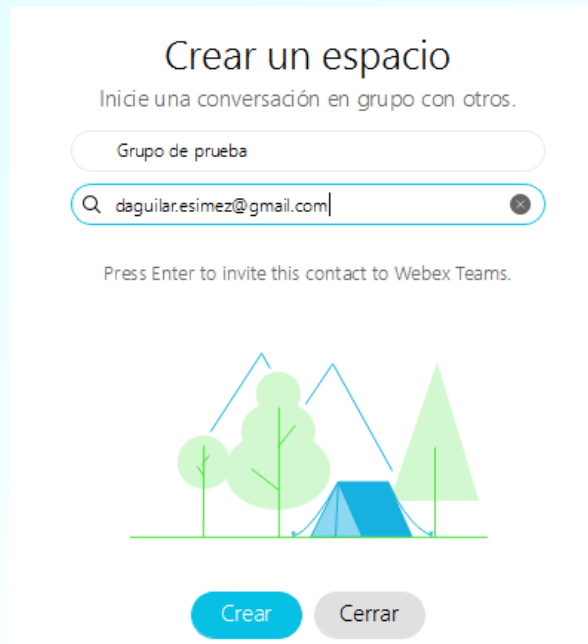 Crear un espacio
Inicie una conversación en grupo con otros.
Grupo de prueba
daguilar.esimez@gmail.com
Press Enter to invite this contact to Webex Teams.
Crear
Cerrar